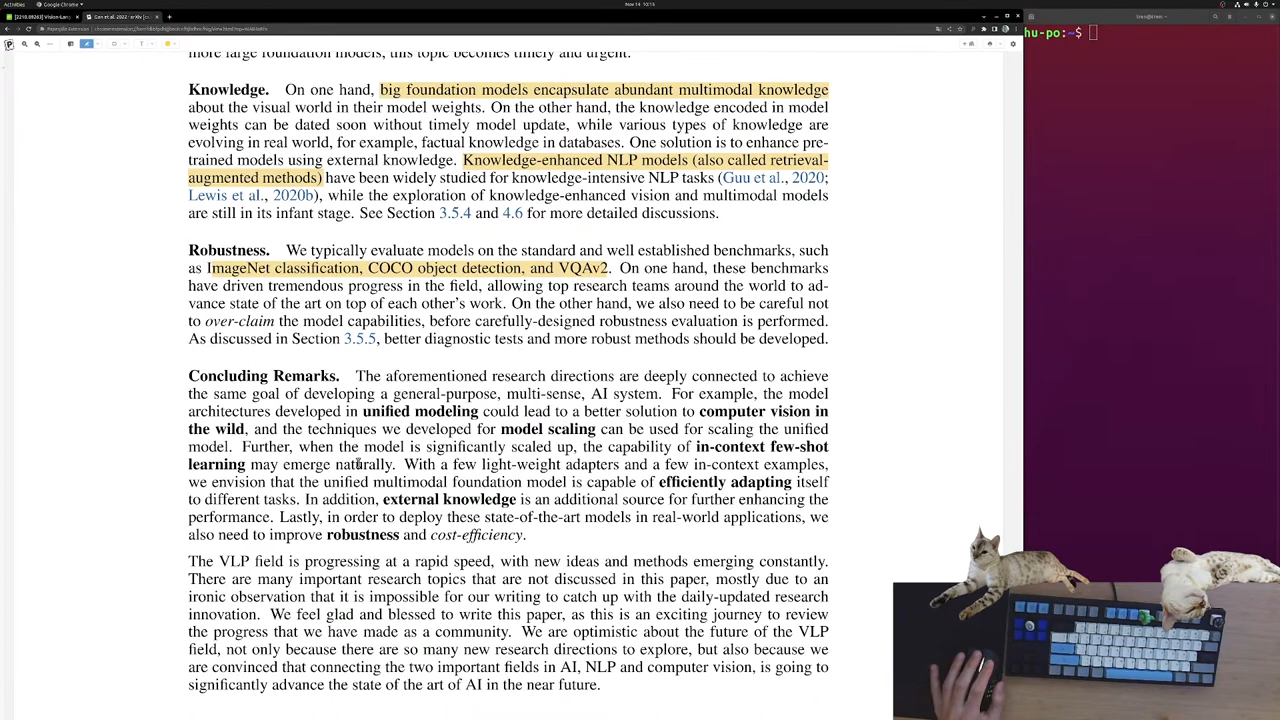 Activities
Nov 14 10:15
[2210.09263] Vision-Lan
Gan et al. 2022 - arXiv [cs
more large foundation models, this topic becomes timely and urgent.
Knowledge. On one hand, big foundation models encapsulate abundant multimodal knowledge
about the visual world in their model weights. On the other hand, the knowledge encoded in model
weights can be dated soon without timely model update, while various types of knowledge are
evolving in real world, for example, factual knowledge in databases. One solution is to enhance pre-
trained models using external knowledge. Knowledge-enhanced NLP models (also called retrieval-
augmented methods) have been widely studied for knowledge-intensive NLP tasks (Guu et al., 2020;
Lewis et al., 2020b), while the exploration of knowledge-enhanced vision and multimodal models
are still in its infant stage. See Section 3.5.4 and 4.6 for more detailed discussions.
Robustness. We typically evaluate models on the standard and well established benchmarks, such
as ImageNet classification, COCO object detection, and VQAv2. On one hand, these benchmarks
have driven tremendous progress in the field, allowing top research teams around the world to ad-
vance state of the art on top of each other's work. On the other hand, we also need to be careful not
to over-claim the model capabilities, before carefully-designed robustness evaluation is performed.
As discussed in Section 3.5.5, better diagnostic tests and more robust methods should be developed.
Concluding Remarks. The aforementioned research directions are deeply connected to achieve
the same goal of developing a general-purpose, multi-sense, AI system. For example, the model
architectures developed in unified modeling could lead to a better solution to computer vision in
the wild, and the techniques we developed for model scaling can be used for scaling the unified
model. Further, when the model is significantly scaled up, the capability of in-context few-shot
learning may emerge naturally. With a few light-weight adapters and a few in-context examples,
we envision that the unified multimodal foundation model is capable of efficiently adapting itself
to different tasks. In addition, external knowledge is an additional source for further enhancing the
performance. Lastly, in order to deploy these state-of-the-art models in real-world applications, we
also need to improve robustness and cost-efficiency.
The VLP field is progressing at a rapid speed, with new ideas and methods emerging constantly.
There are many important research topics that are not discussed in this paper, mostly due to an
ironic observation that it is impossible for our writing to catch up with the daily-updated research
innovation. We feel glad and blessed to write this paper, as this is an exciting journey to review
the progress that we have made as a community. We are optimistic about the future of the VLP
field, not only because there are so many new research directions to explore, but also because we
are convinced that connecting the two important fields in AI, NLP and computer vision, is going to
significantly advance the state of the art of AI in the near future.
hu-po:~$